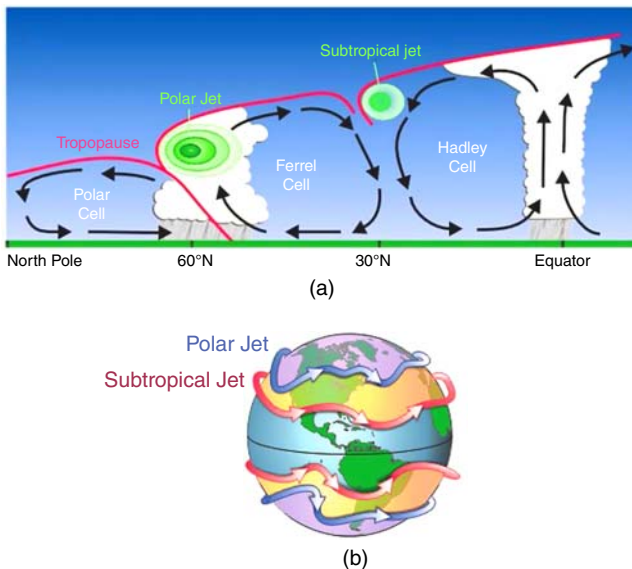 Subtropical jet
Polar Jet
Tropopause
Polar
Cell
Ferrel
Cell
Hadley
Cell
North Pole
60°N
30°N
Equator
(a)
Polar Jet
Subtropical Jet
(b)